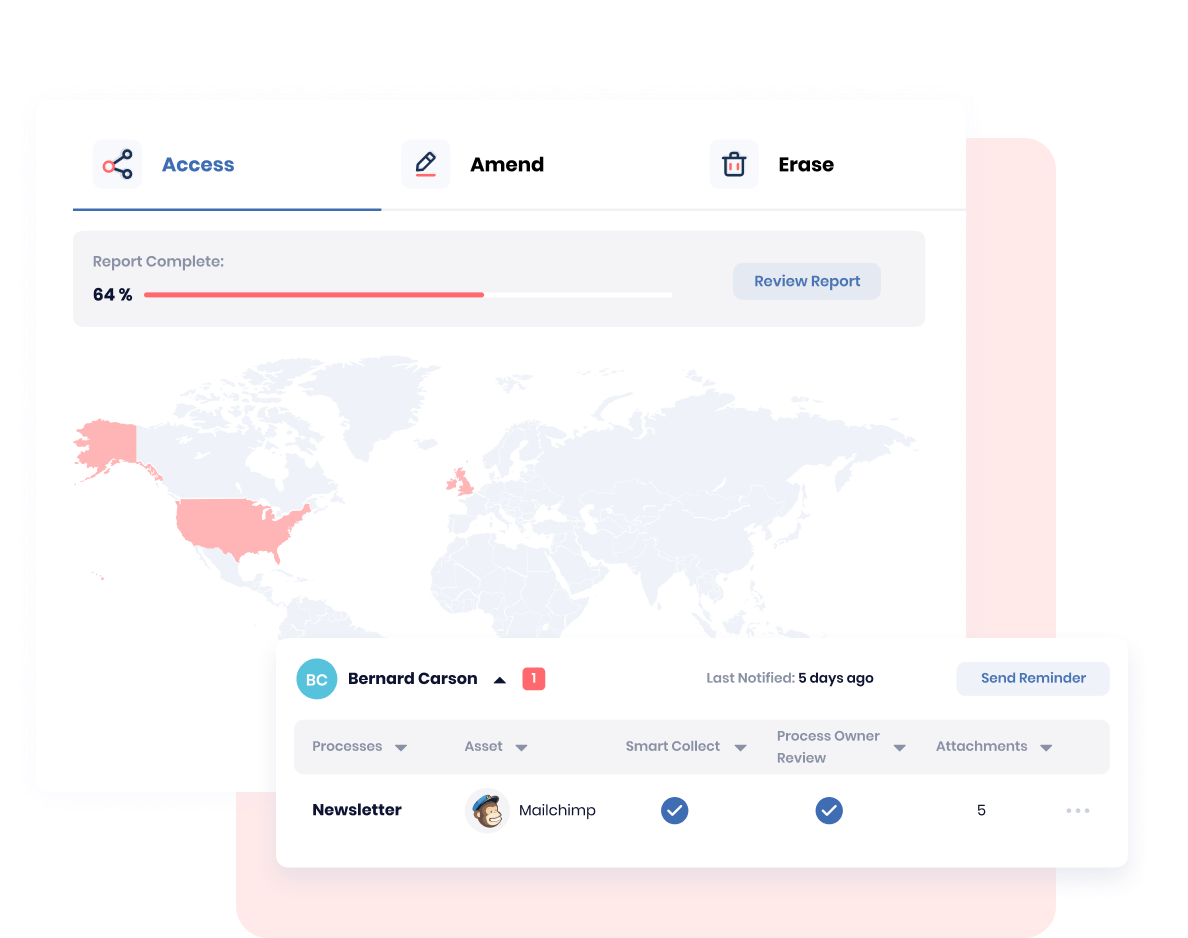 Access
Amend
Erase
Report Complete:
64 %
Review Report
BC
Bernard Carson
1
Last Notified: 5 days ago
Send Reminder
Processes
Asset
Smart Collect
Process Owner
Review
Attachments
Newsletter
Mailchimp
5